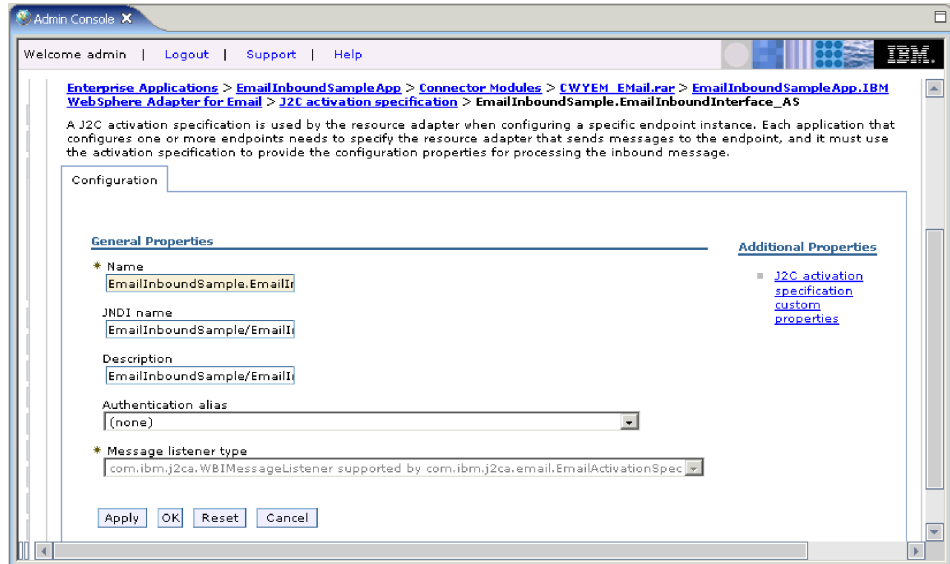 Admin Console
Welcome admin | Logout | Support | Help
IBM.
Enterprise Applications > EmailInboundSampleApp > Connector Modules > CWYEM_EMail.rar > EmailInboundSampleApp.IBM
WebSphere Adapter for Email > J2C activation specification > EmailInboundSample.EmailInboundInterface_AS
A J2C activation specification is used by the resource adapter when configuring a specific endpoint instance. Each application that
configures one or more endpoints needs to specify the resource adapter that sends messages to the endpoint, and it must use
the activation specification to provide the configuration properties for processing the inbound message.
Configuration
General Properties
* Name
EmailInboundSample.EmailI
JNDI name
EmailInboundSample/EmailI
Description
EmailInboundSample/EmailI
Authentication alias
(none)
* Message listener type
com.ibm.j2ca.WBIMessageListener supported by com.ibm.j2ca.email.EmailActivationSpec
Apply OK Reset Cancel
Additional Properties
J2C activation
specification
custom
properties